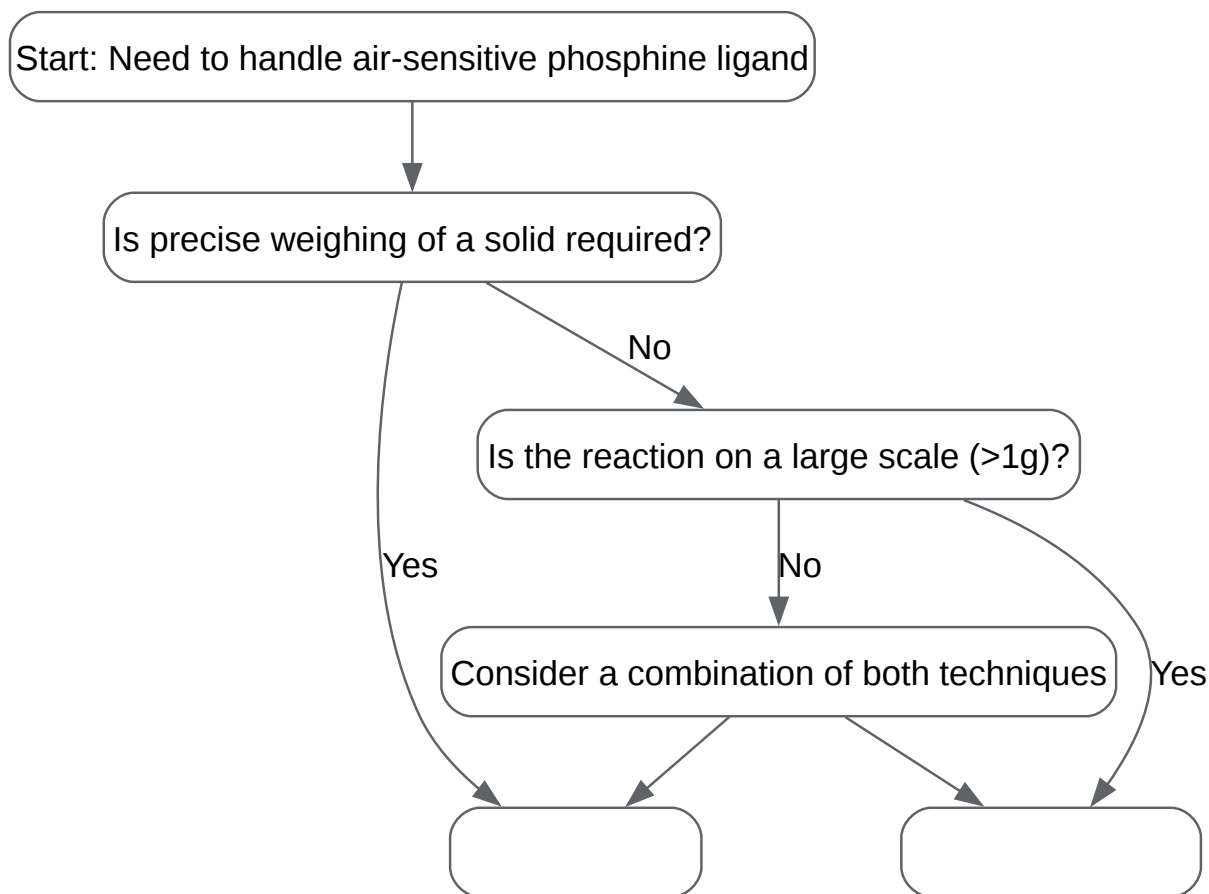 Start: Need to handle air-sensitive phosphine ligand
Is precise weighing of a solid required?
No
Is the reaction on a large scale (>1g)?
Yes
No
Consider a combination of both techniques
Yes